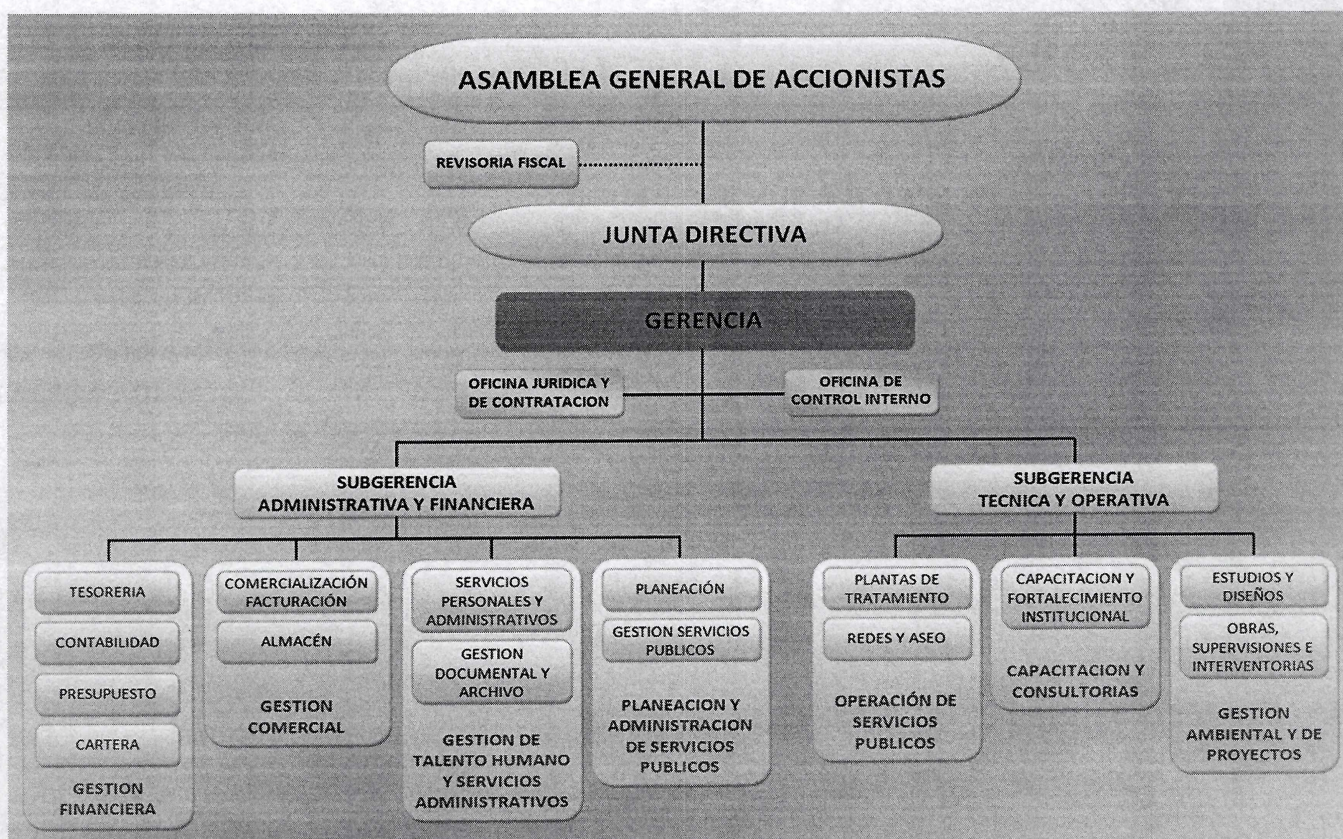 ASAMBLEA GENERAL DE ACCIONISTAS
REVISORIA FISCAL
JUNTA DIRECTIVA
GERENCIA
OFICINA JURIDICA Y
DE CONTRATACION
OFICINA DE
CONTROL INTERNO
SUBGERENCIA
ADMINISTRATIVA Y FINANCIERA
SUBGERENCIA
TECNICA Y OPERATIVA
TESORERIA
CONTABILIDAD
PRESUPUESTO
CARTERA
GESTION
FINANCIERA
COMERCIALIZACIÓN
FACTURACIÓN
ALMACÉN
GESTION
COMERCIAL
SERVICIOS
PERSONALES Y
ADMINISTRATIVOS
GESTION
DOCUMENTAL Y
ARCHIVO
GESTION DE
TALENTO HUMANO
Y SERVICIOS
ADMINISTRATIVOS
PLANEACIÓN
GESTION SERVICIOS
PUBLICOS
PLANEACION Y
ADMINISTRACION
DE SERVICIOS
PUBLICOS
PLANTAS DE
TRATAMIENTO
REDES Y ASEO
OPERACIÓN DE
SERVICIOS
PUBLICOS
CAPACITACION Y
FORTALECIMIENTO
INSTITUCIONAL
CAPACITACION Y
CONSULTORIAS
ESTUDIOS Y
DISEÑOS
OBRAS,
SUPERVISIONES E
INTERVENTORIAS
GESTION
AMBIENTAL Y DE
PROYECTOS